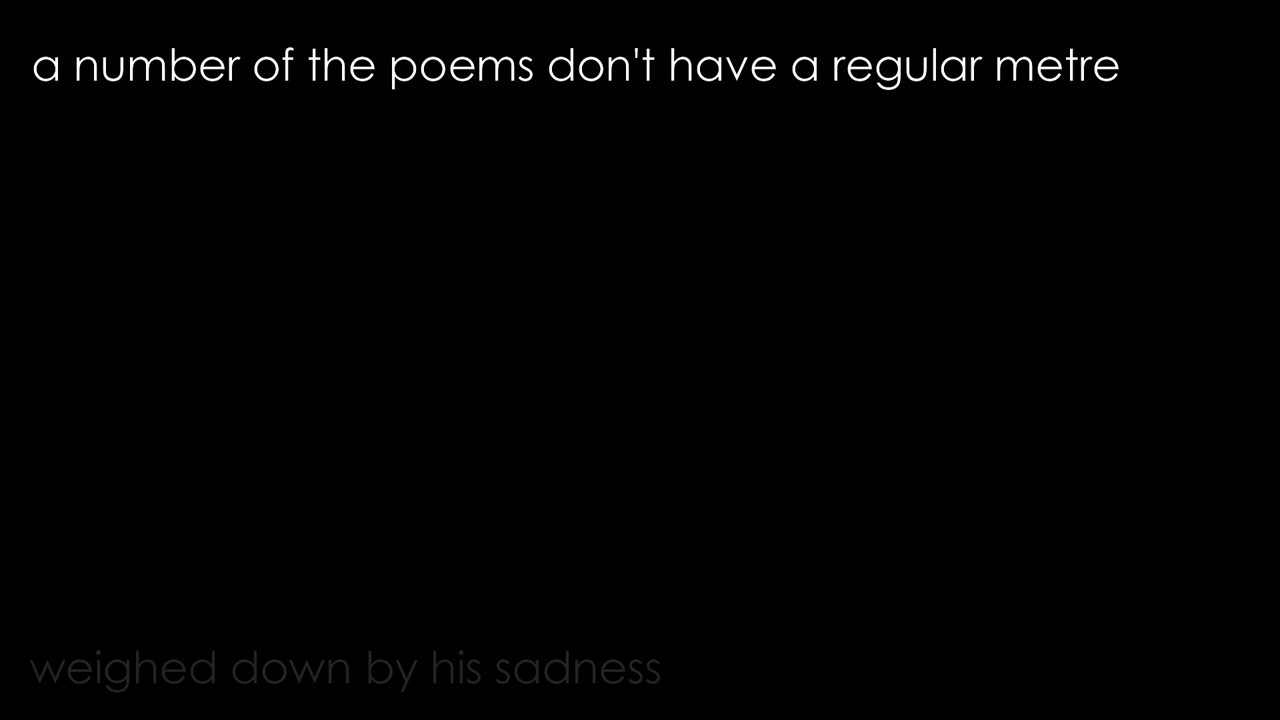 a number of the poems don't have a regular metre
weighed down by his sadness